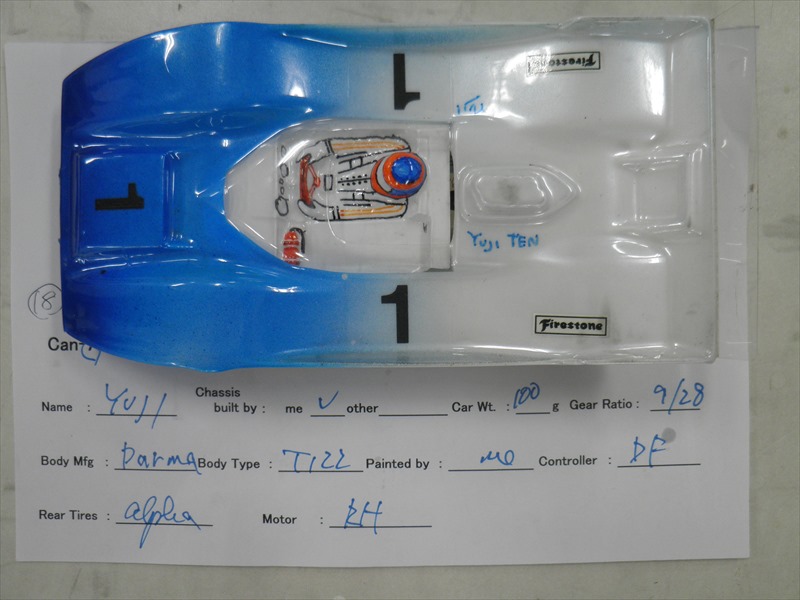 1
Firestone
1
YUJI TEN
1
Firestone
18
Can
Name : YUJI Chassis built by : me ✓ other Car Wt. : 100 g Gear Ratio : 9/28
Body Mfg : Parma Body Type : T122 Painted by : me Controller : DF
Rear Tires : alpha Motor :